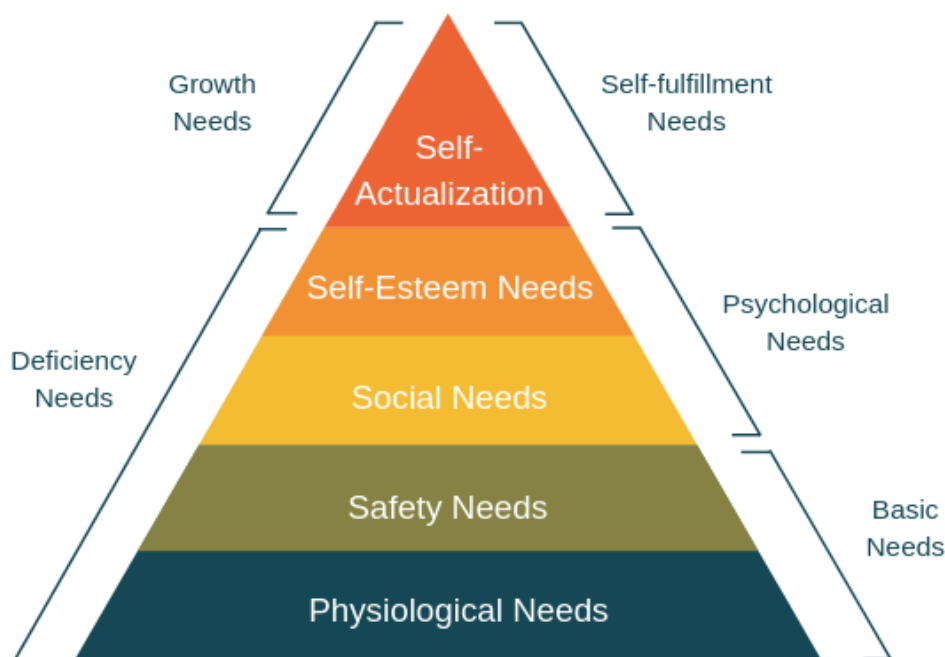 Growth
Needs
Self-fulfillment
Needs
Self-
Actualization
Self-Esteem Needs
Psychological
Needs
Deficiency
Needs
Social Needs
Safety Needs
Basic
Needs
Physiological Needs